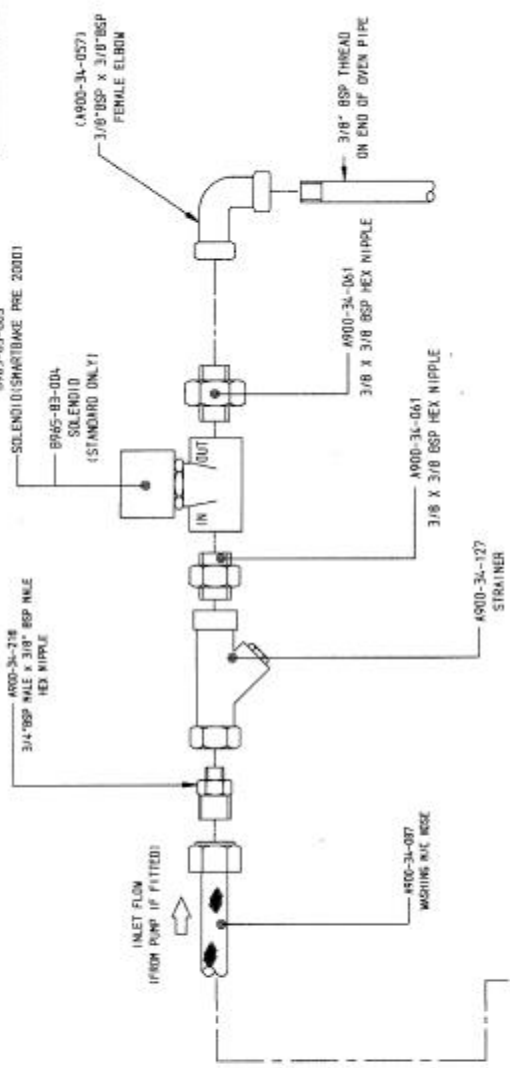 SOLENOID(SMARTBAKE PRE 2000)
B965-83-004
SOLENOID
(STANDARD ONLY)
(A900-34-057)
3/8"BSP x 3/8"BSP
FEMALE ELBOW
A900-34-218
3/4"BSP MALE x 3/8" BSP MALE
HEX NIPPLE
IN
OUT
INLET FLOW
(FROM PUMP IF FITTED)
3/8" BSP THREAD
ON END OF OVEN PIPE
A900-34-061
3/8 X 3/8 BSP HEX NIPPLE
A900-34-061
3/8 X 3/8 BSP HEX NIPPLE
A900-34-127
STRAINER
A900-34-087
WASHING M/C HOSE